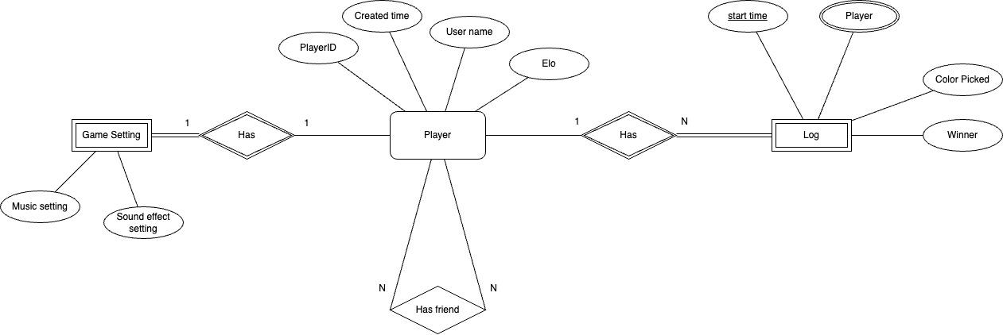 Created time
start time
Player
User name
PlayerID
Elo
Color Picked
1
1
1
N
Game Setting
Has
Player
Has
Log
Winner
Music setting
Sound effect
setting
N
N
Has friend